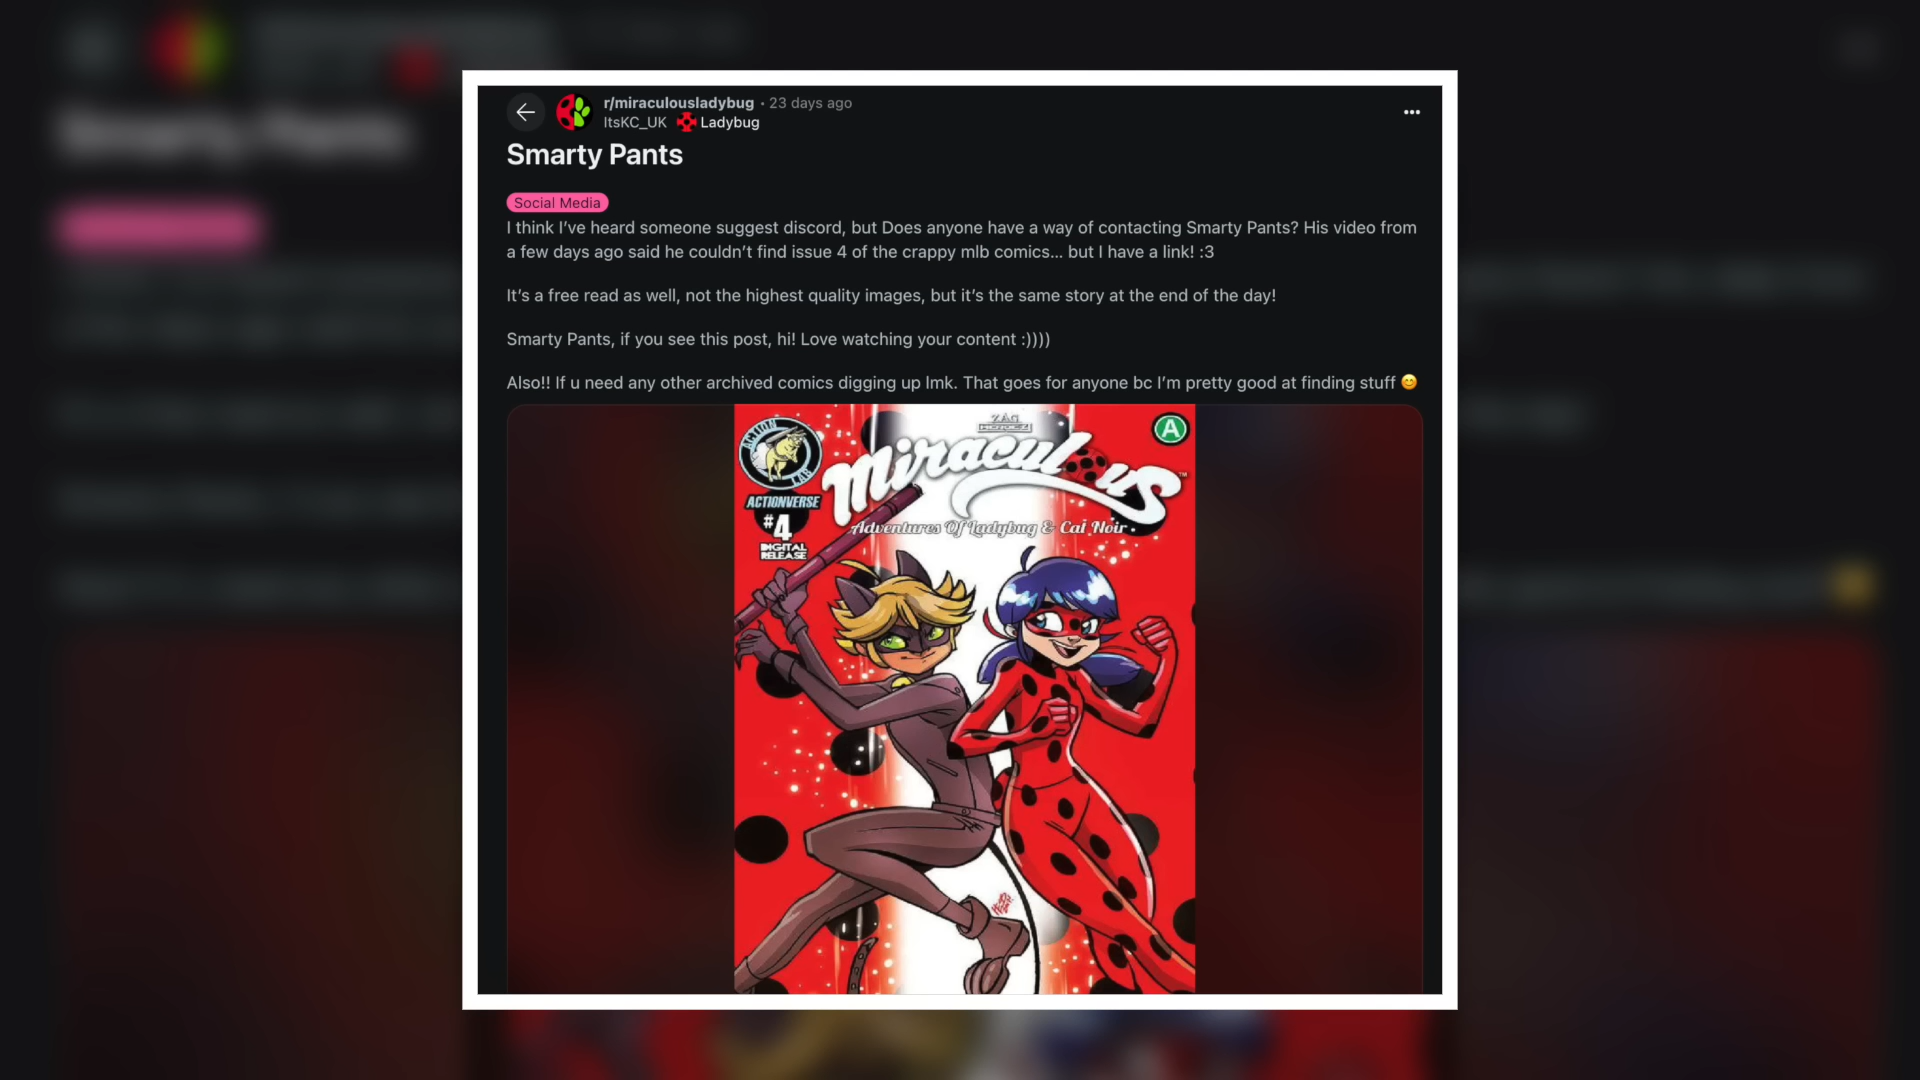 r/miraculousladybug • 23 days ago
ItsKC_UK Ladybug
Smarty Pants
Social Media
I think I’ve heard someone suggest discord, but Does anyone have a way of contacting Smarty Pants? His video from
a few days ago said he couldn’t find issue 4 of the crappy mlb comics... but I have a link! :3
It’s a free read as well, not the highest quality images, but it’s the same story at the end of the day!
Smarty Pants, if you see this post, hi! Love watching your content :))))
Also!! If u need any other archived comics digging up lmk. That goes for anyone bc I’m pretty good at finding stuff 😊
ACTION LAB
ZAG
HEROEZ
A
Miraculous™
ACTIONVERSE
#4
DIGITAL
RELEASE
Adventures Of Ladybug & Cat Noir